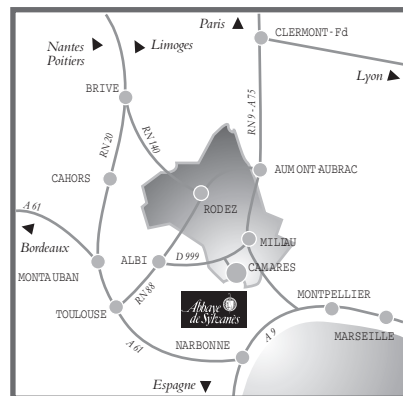 Paris
CLERMONT-Fd
Nantes
Poitiers
Limoges
Lyon
BRIVE
RN 9 - A 75
RN 20
RN 140
CAHORS
AUMONT-AUBRAC
A 61
RODEZ
Bordeaux
MILLAU
ALBI
D 999
CAMARES
MONTAUBAN
RN 88
MONTPELLIER
TOULOUSE
Abbaye
de Sylvanès
MARSEILLE
A 61
NARBONNE
A 9
Espagne